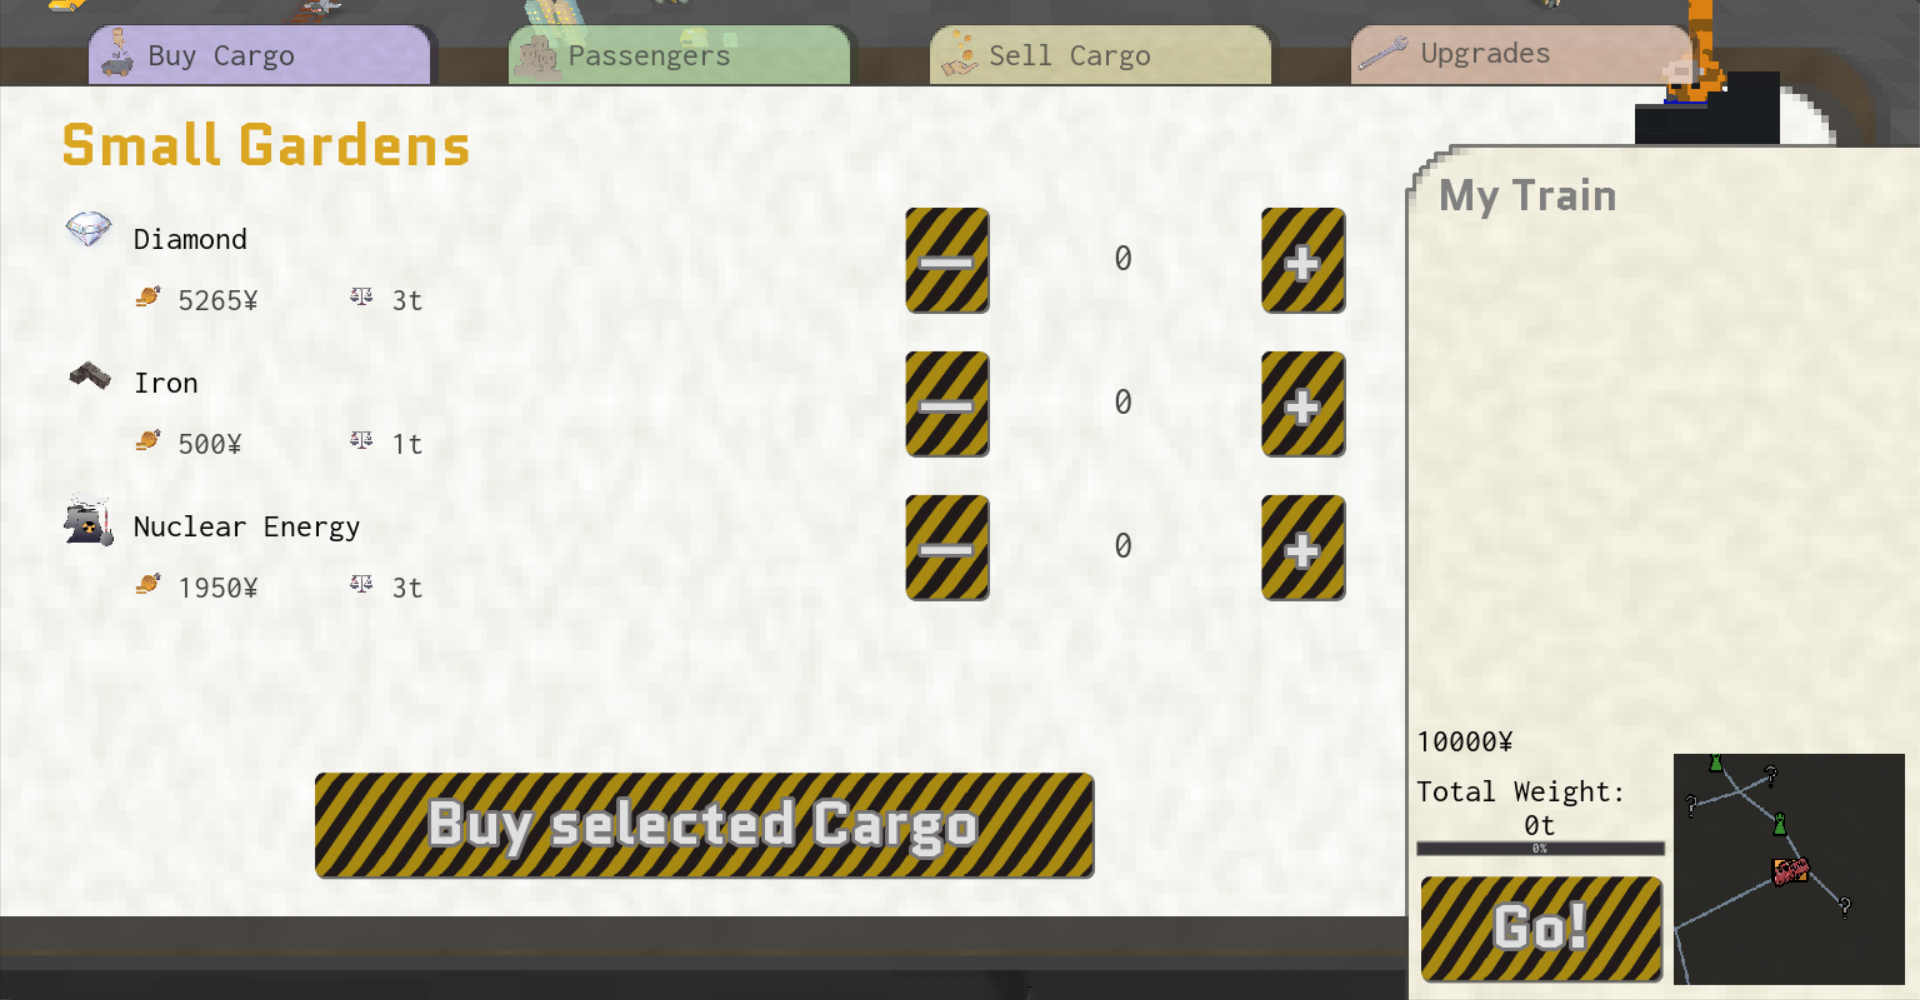 Buy Cargo
Passengers
Sell Cargo
Upgrades
Small Gardens
Diamond
5265¥ 3t
0
Iron
500¥ 1t
0
Nuclear Energy
1950¥ 3t
0
Buy selected Cargo
My Train
10000¥
Total Weight:
0t
0%
Go!
?
?
?